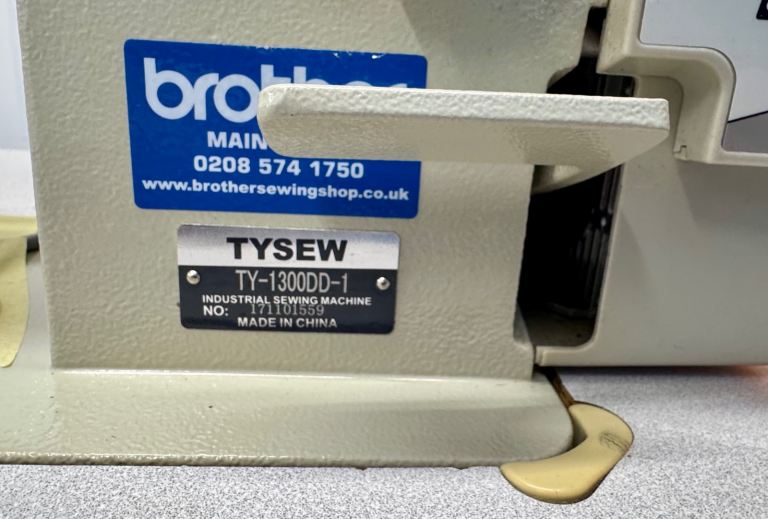 brother
MAIN
0208 574 1750
www.brothersewingshop.co.uk
TYSEW
TY-1300DD-1
INDUSTRIAL SEWING MACHINE
NO: 171101559
MADE IN CHINA